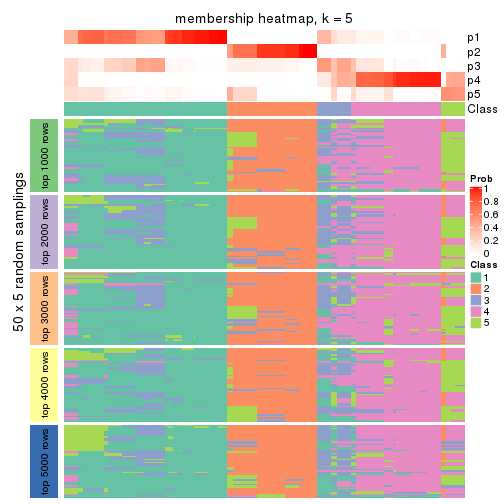 membership heatmap, k = 5
p1
p2
p3
p4
p5
Class
50 x 5 random samplings
top 1000 rows
top 2000 rows
top 3000 rows
top 4000 rows
top 5000 rows
Prob
1
0.8
0.6
0.4
0.2
0
Class
1
2
3
4
5